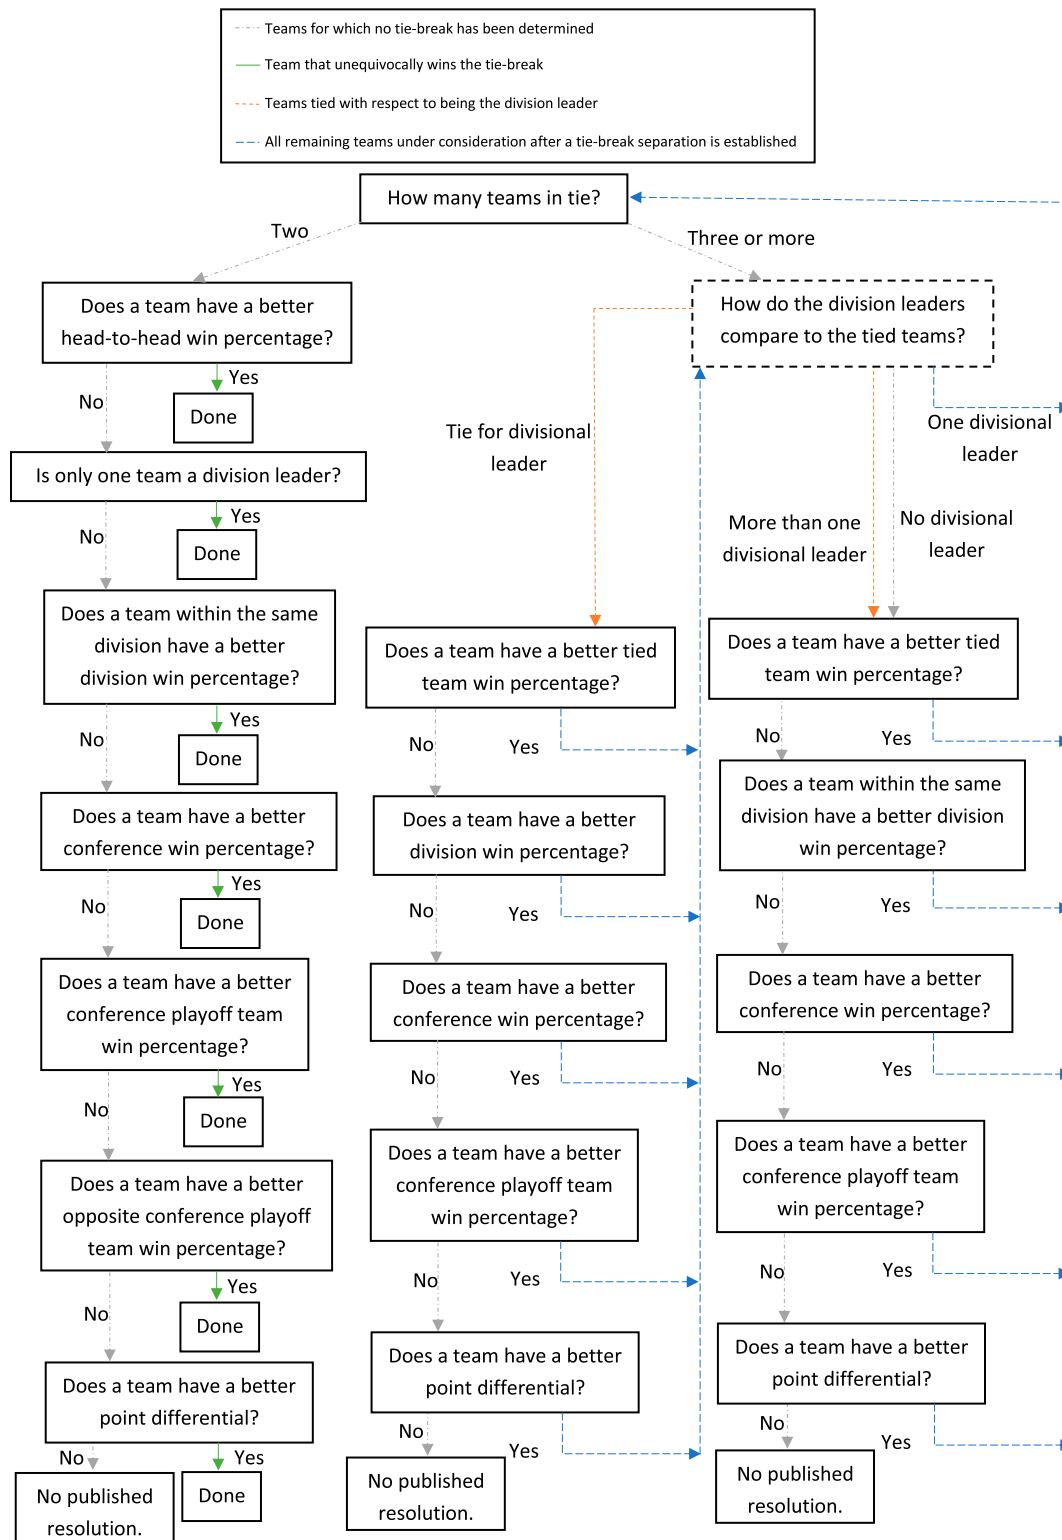 Teams for which no tie-break has been determined
Team that unequivocally wins the tie-break
Teams tied with respect to being the division leader
All remaining teams under consideration after a tie-break separation is established
How many teams in tie?
Two
Three or more
Does a team have a better
head-to-head win percentage?
Yes
No
Done
Is only one team a division leader?
Yes
No
Done
Does a team within the same
division have a better
division win percentage?
Yes
No
Done
Does a team have a better
conference win percentage?
Yes
No
Done
Does a team have a better
conference playoff team
win percentage?
Yes
No
Done
Does a team have a better
opposite conference playoff
team win percentage?
Yes
No
Done
Does a team have a better
point differential?
No
Yes
No published
resolution.
Done
How do the division leaders
compare to the tied teams?
Tie for divisional
leader
More than one
divisional leader
No divisional
leader
One divisional
leader
Does a team have a better tied
team win percentage?
No
Yes
Does a team have a better
division win percentage?
No
Yes
Does a team have a better
conference win percentage?
No
Yes
Does a team have a better
conference playoff team
win percentage?
No
Yes
Does a team have a better
point differential?
No
Yes
No published
resolution.
Does a team have a better tied
team win percentage?
No
Yes
Does a team within the same
division have a better division
win percentage?
No
Yes
Does a team have a better
conference win percentage?
No
Yes
Does a team have a better
conference playoff team
win percentage?
No
Yes
Does a team have a better
point differential?
No
Yes
No published
resolution.